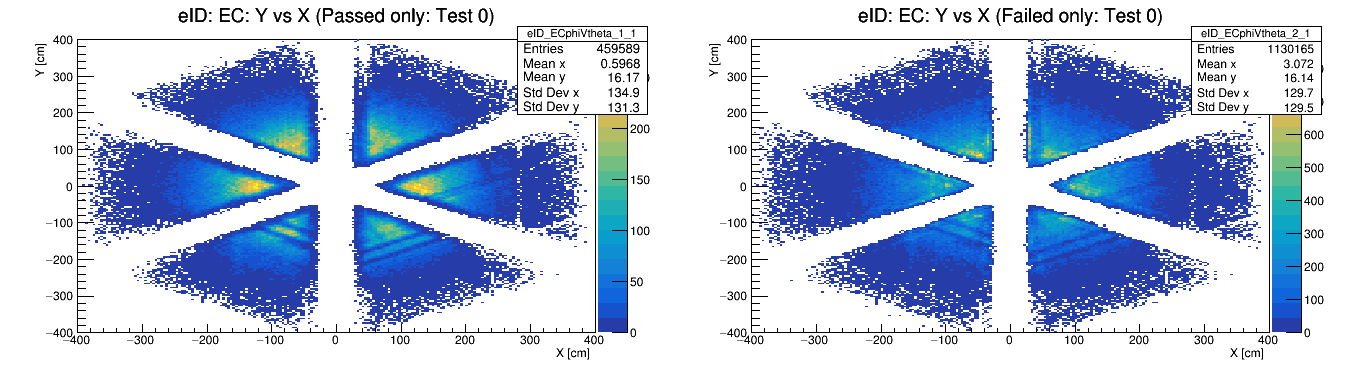 eID: EC: Y vs X (Passed only: Test 0)
eID_ECphiVtheta_1_1
Entries 459589
Mean x 0.5968
Mean y 16.17
Std Dev x 134.9
Std Dev y 131.3
Y [cm]
400
300
200
100
0
−100
−200
−300
−400
−400 −300 −200 −100 0 100 200 300 400
X [cm]
200
150
100
50
0
eID: EC: Y vs X (Failed only: Test 0)
eID_ECphiVtheta_2_1
Entries 1130165
Mean x 3.072
Mean y 16.14
Std Dev x 129.7
Std Dev y 129.5
Y [cm]
400
300
200
100
0
−100
−200
−300
−400
−400 −300 −200 −100 0 100 200 300 400
X [cm]
600
500
400
300
200
100
0